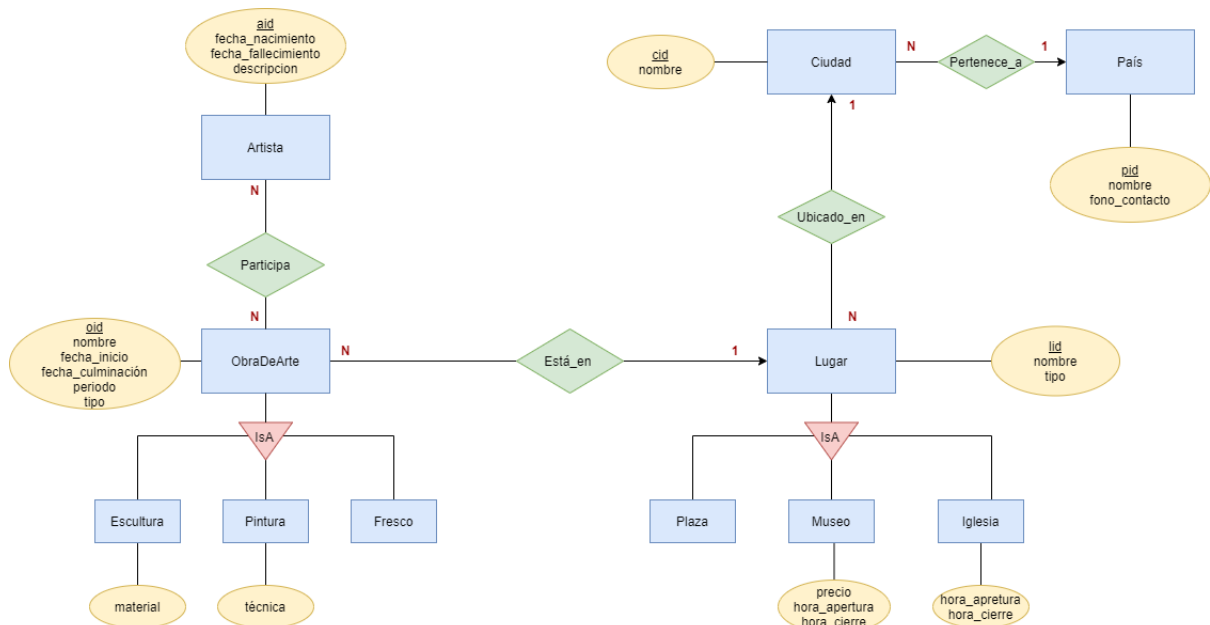 aid
fecha_nacimiento
fecha_fallecimiento
descripcion
cid
nombre
Ciudad
N
Pertenece_a
1
País
1
Artista
N
pid
nombre
fono_contacto
Ubicado_en
Participa
N
N
oid
nombre
fecha_inicio
fecha_culminación
periodo
tipo
ObraDeArte
N
Está_en
1
Lugar
lid
nombre
tipo
IsA
IsA
Escultura
Pintura
Fresco
Plaza
Museo
Iglesia
material
técnica
precio
hora_apertura
hora_cierre
hora_apretura
hora_cierre